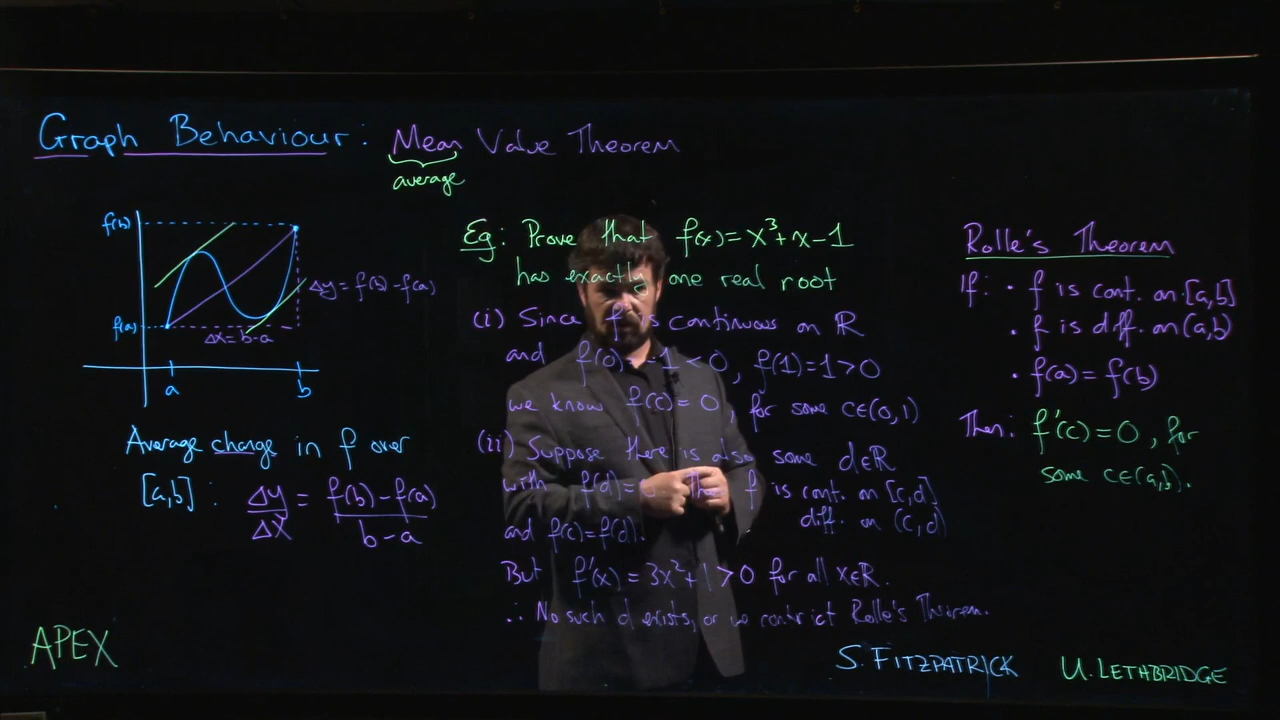 Graph Behaviour: Mean Value Theorem
average
f(b)
f(a)
Δy = f(b) - f(a)
Δx = b-a
a
b
Average change in f over
[a,b] : Δy/Δx = f(b) - f(a) / b - a
Eg: Prove that f(x) = x³ + x - 1
has exactly one real root
(i) Since f is continuous on ℝ
and f(0) = -1 < 0, f(1) = 1 > 0
we know f(c) = 0, for some c∈(0,1)
(ii) Suppose there is also some d∈ℝ
with f(d) = 0 Then f is cont. on [c,d]
diff. on (c,d)
and f(c) = f(d).
But f'(x) = 3x² + 1 > 0 for all x∈ℝ.
∴ No such d exists, or we Rolle's Theorem.
Rolle's Theorem
If: · f is cont. on [a,b]
· f is diff. on (a,b)
· f(a) = f(b)
Then: f'(c) = 0, for
some c∈(a,b).
APEX
S. FITZPATRICK
U. LETHBRIDGE